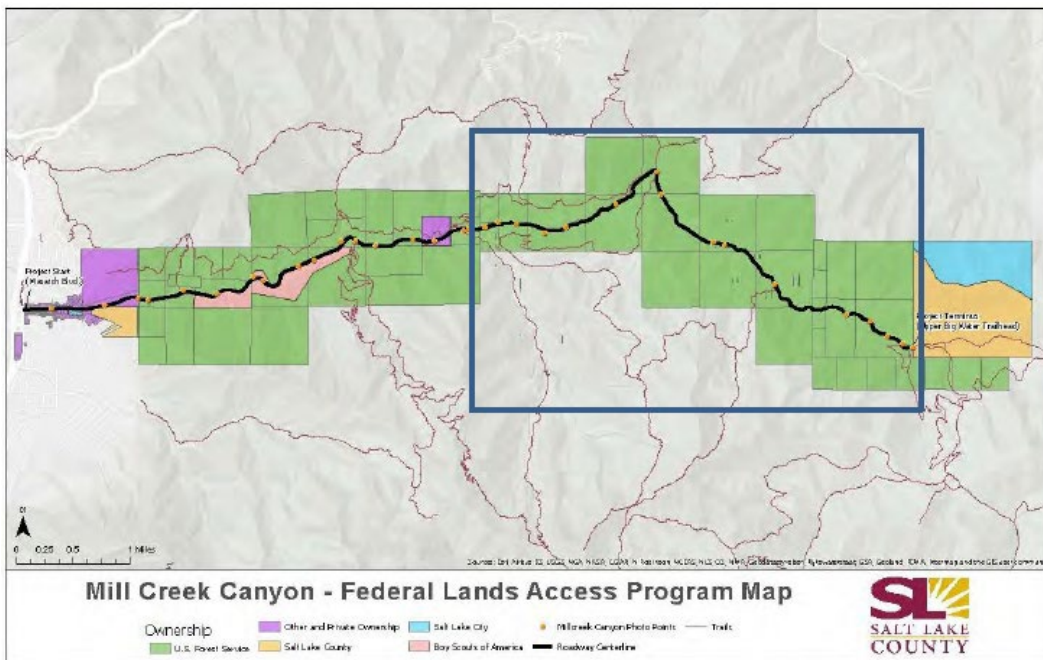 Project Start
(Wasatch Blvd.)
Project Terminus
(Upper Big Water Trailhead)
0 0.25 0.5 1 Miles
Mill Creek Canyon - Federal Lands Access Program Map
Ownership
U.S. Forest Service
Other and Private Ownership
Salt Lake County
Salt Lake City
Boy Scouts of America
Millcreek Canyon Photo Points
Roadway Centerline
Trails
SL
SALT LAKE
COUNTY